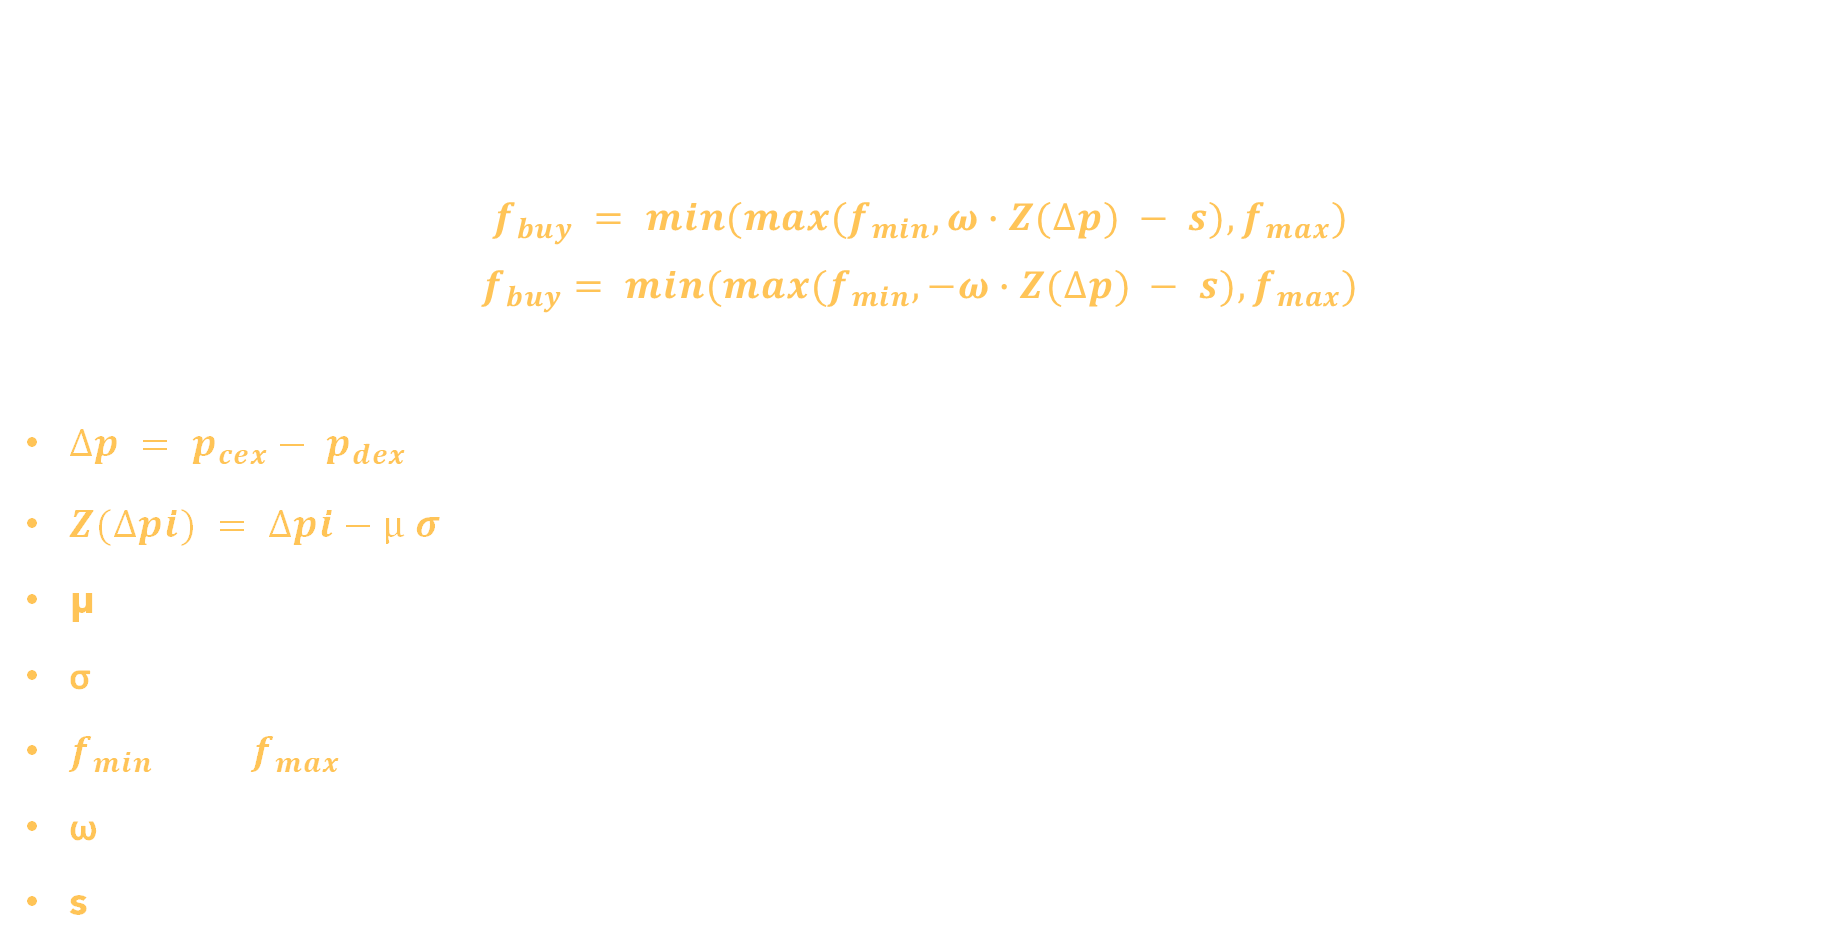 f_buy = min(max(f_min, ω · Z(Δp) − s), f_max)
f_buy = min(max(f_min, −ω · Z(Δp) − s), f_max)
• Δp = p_cex − p_dex
• Z(Δpi) = Δpi − μ σ
• μ
• σ
• f_min f_max
• ω
• s